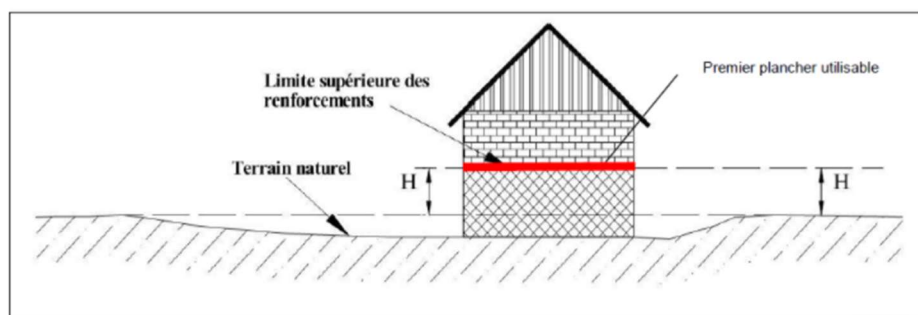 Premier plancher utilisable
Limite supérieure des
renforcements
Terrain naturel
H
H